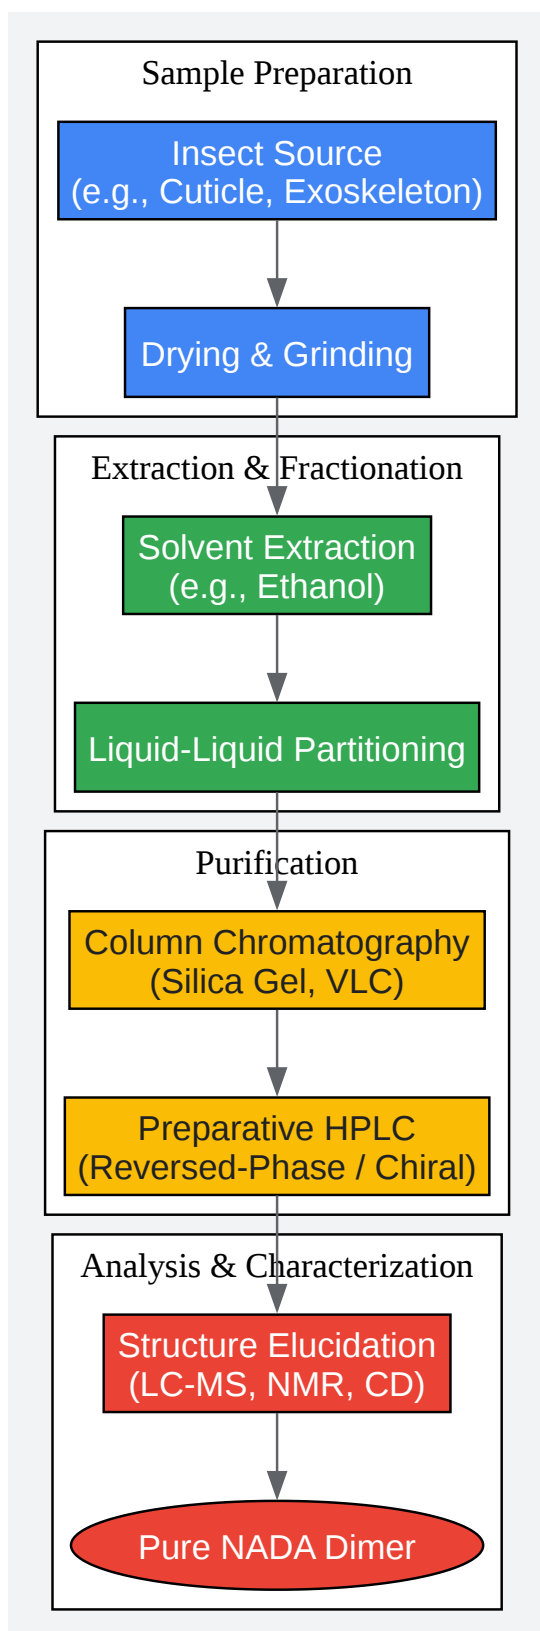 Sample Preparation
Insect Source
(e.g., Cuticle, Exoskeleton)
Drying & Grinding
Extraction & Fractionation
Solvent Extraction
(e.g., Ethanol)
Liquid-Liquid Partitioning
Purification
Column Chromatography
(Silica Gel, VLC)
Preparative HPLC
(Reversed-Phase / Chiral)
Analysis & Characterization
Structure Elucidation
(LC-MS, NMR, CD)
Pure NADA Dimer